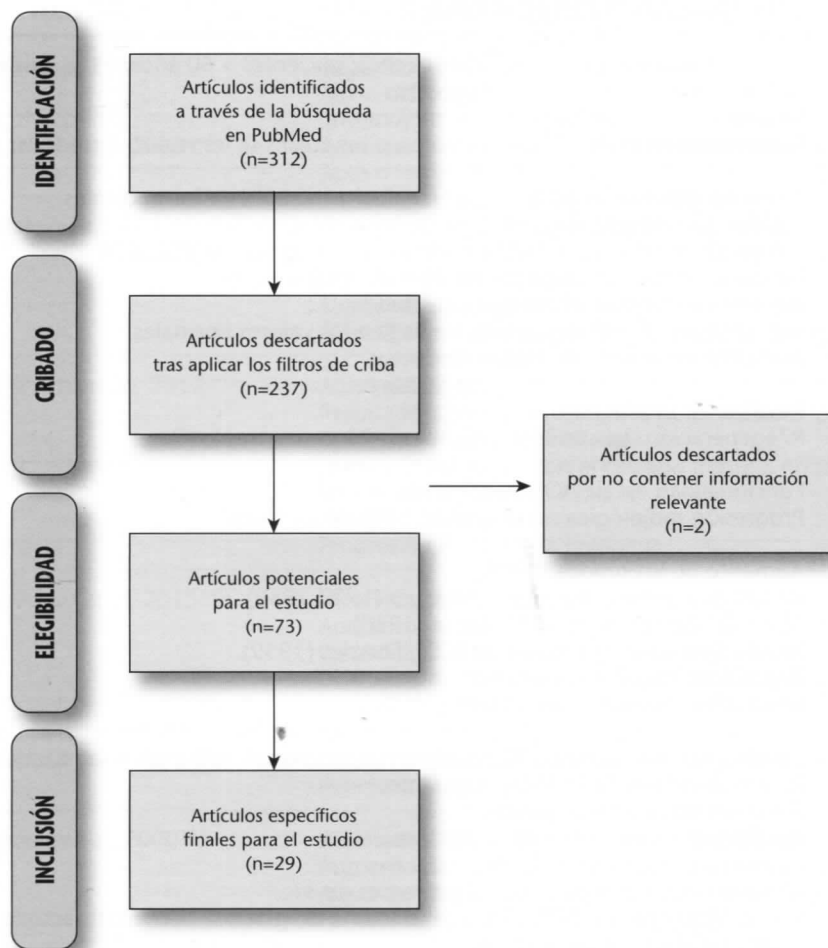 IDENTIFICACIÓN
Artículos identificados
a través de la búsqueda
en PubMed
(n=312)
CRIBADO
Artículos descartados
tras aplicar los filtros de criba
(n=237)
Artículos descartados
por no contener información
relevante
(n=2)
ELEGIBILIDAD
Artículos potenciales
para el estudio
(n=73)
INCLUSIÓN
Artículos específicos
finales para el estudio
(n=29)